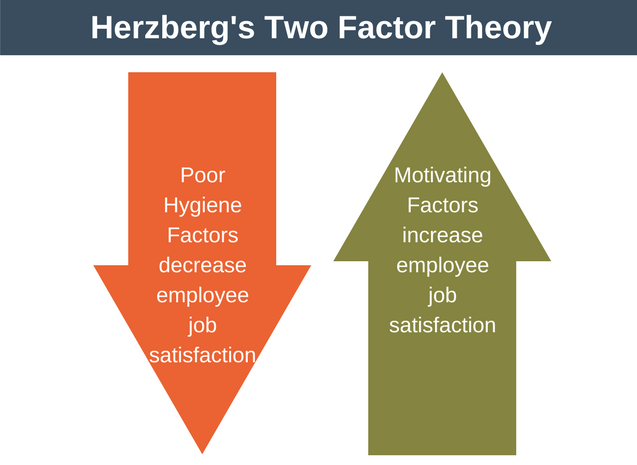 Herzberg's Two Factor Theory
Poor
Hygiene
Factors
decrease
employee
job
satisfaction
Motivating
Factors
increase
employee
job
satisfaction